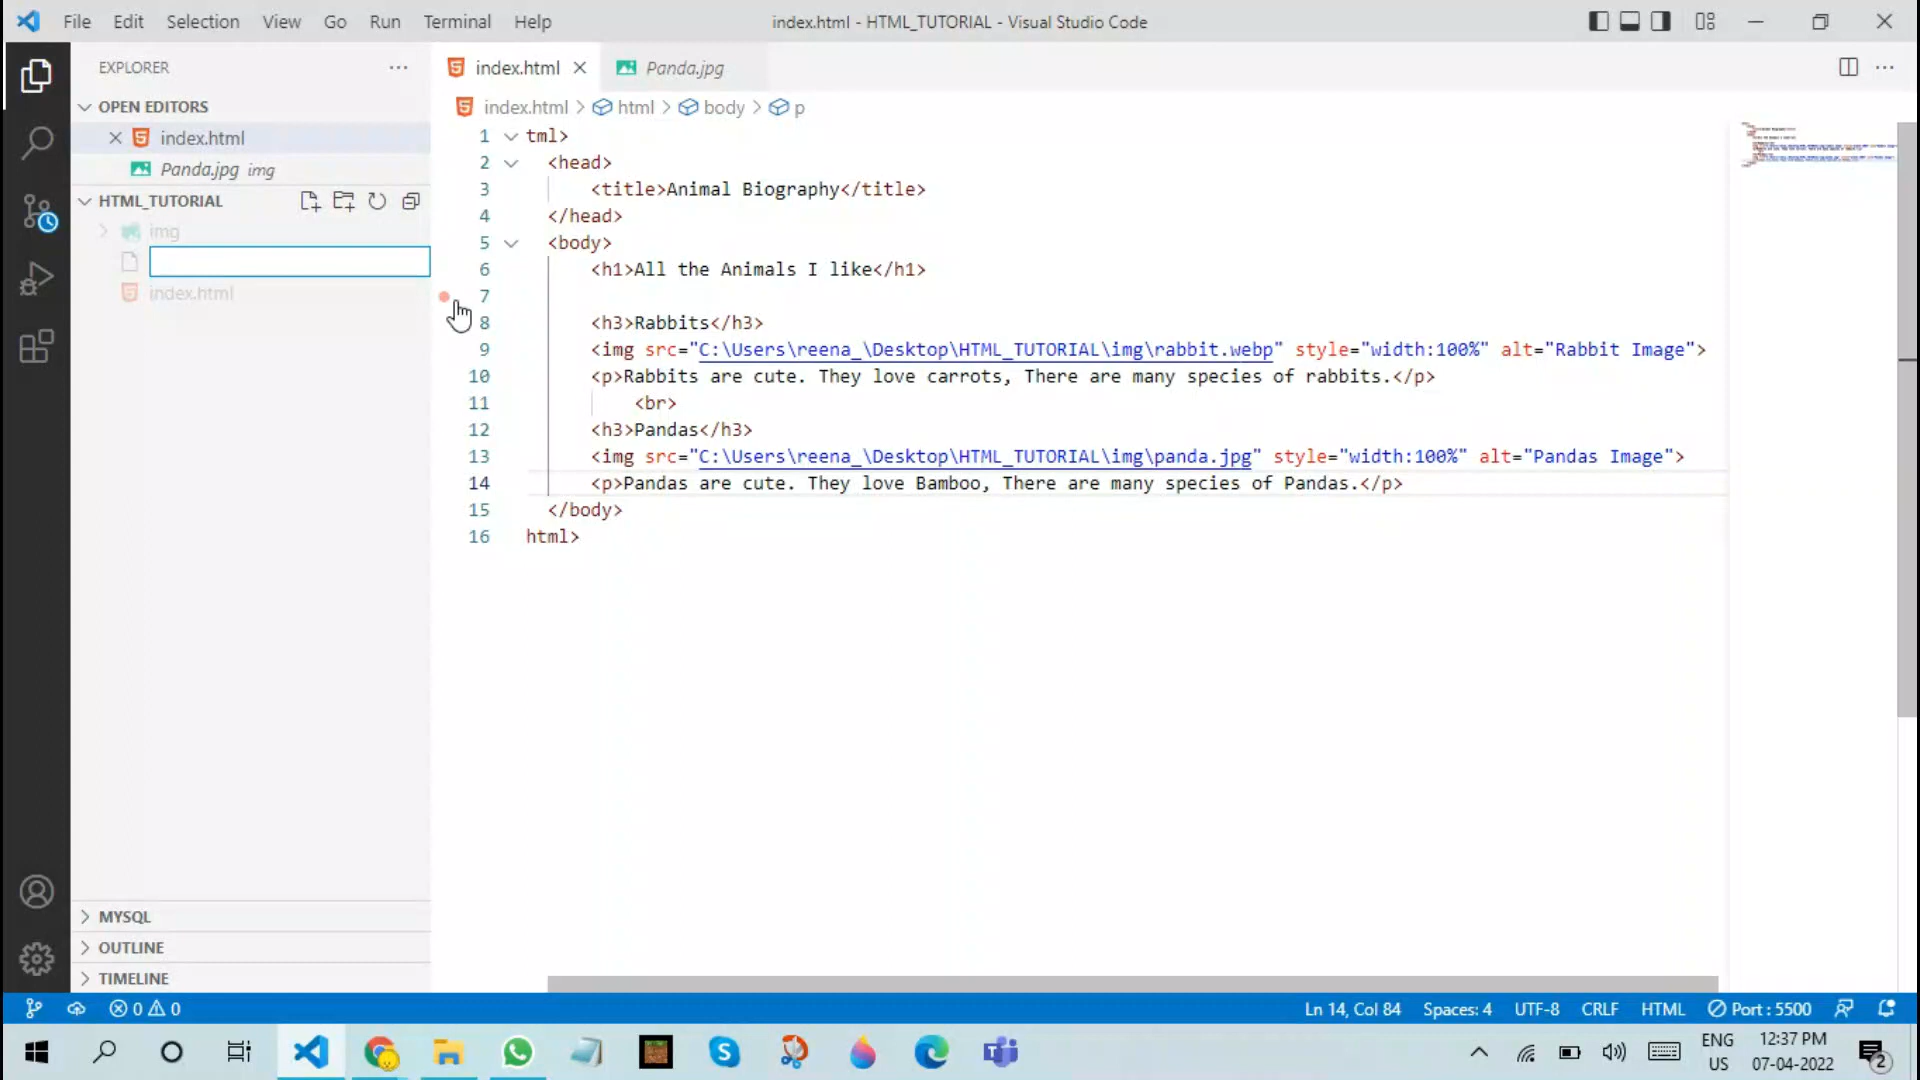 File Edit Selection View Go Run Terminal Help
index.html - HTML_TUTORIAL - Visual Studio Code
EXPLORER
OPEN EDITORS
index.html
Panda.jpg img
HTML_TUTORIAL
img
index.html
MYSQL
OUTLINE
TIMELINE
index.html Panda.jpg
index.html > html > body > p
1 tml>
2 <head>
3 <title>Animal Biography</title>
4 </head>
5 <body>
6 <h1>All the Animals I like</h1>
7
8 <h3>Rabbits</h3>
9 <img src="C:\Users\reena_\Desktop\HTML_TUTORIAL\img\rabbit.webp" style="width:100%" alt="Rabbit Image">
10 <p>Rabbits are cute. They love carrots, There are many species of rabbits.</p>
11 <br>
12 <h3>Pandas</h3>
13 <img src="C:\Users\reena_\Desktop\HTML_TUTORIAL\img\panda.jpg" style="width:100%" alt="Pandas Image">
14 <p>Pandas are cute. They love Bamboo, There are many species of Pandas.</p>
15 </body>
16 html>
0 0 Ln 14, Col 84 Spaces: 4 UTF-8 CRLF HTML Port : 5500
ENG 12:37 PM
US 07-04-2022 2